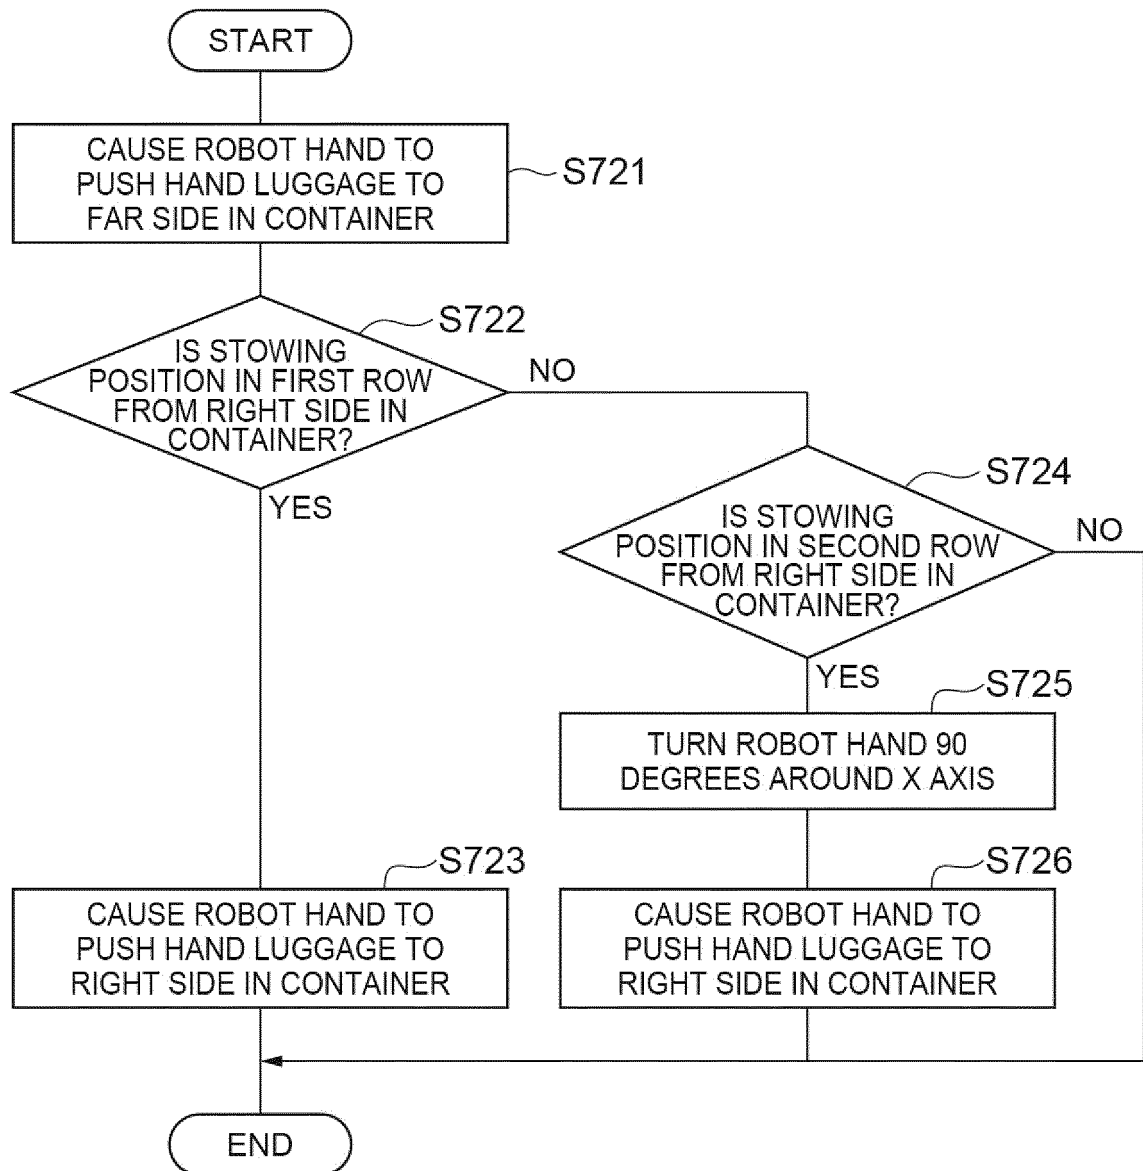 START
CAUSE ROBOT HAND TO
PUSH HAND LUGGAGE TO
FAR SIDE IN CONTAINER
S721
S722
IS STOWING
POSITION IN FIRST ROW
FROM RIGHT SIDE IN
CONTAINER?
NO
YES
S724
IS STOWING
POSITION IN SECOND ROW
FROM RIGHT SIDE IN
CONTAINER?
NO
YES
S725
TURN ROBOT HAND 90
DEGREES AROUND X AXIS
S723
CAUSE ROBOT HAND TO
PUSH HAND LUGGAGE TO
RIGHT SIDE IN CONTAINER
S726
CAUSE ROBOT HAND TO
PUSH HAND LUGGAGE TO
RIGHT SIDE IN CONTAINER
END